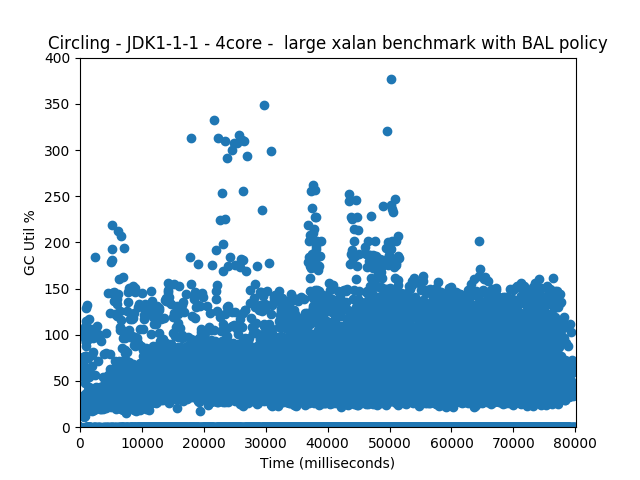 Circling - JDK1-1-1 - 4core -  large xalan benchmark with BAL policy
400
350
300
250
200
150
100
50
0
GC Util %
0 10000 20000 30000 40000 50000 60000 70000 80000
Time (milliseconds)